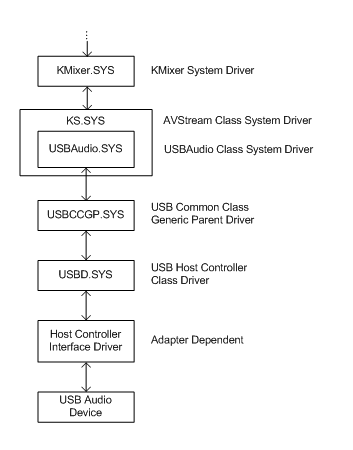 KMixer.SYS
KMixer System Driver
KS.SYS
AVStream Class System Driver
USBAudio.SYS
USBAudio Class System Driver
USBCCGP.SYS
USB Common Class
Generic Parent Driver
USBD.SYS
USB Host Controller
Class Driver
Host Controller
Interface Driver
Adapter Dependent
USB Audio
Device